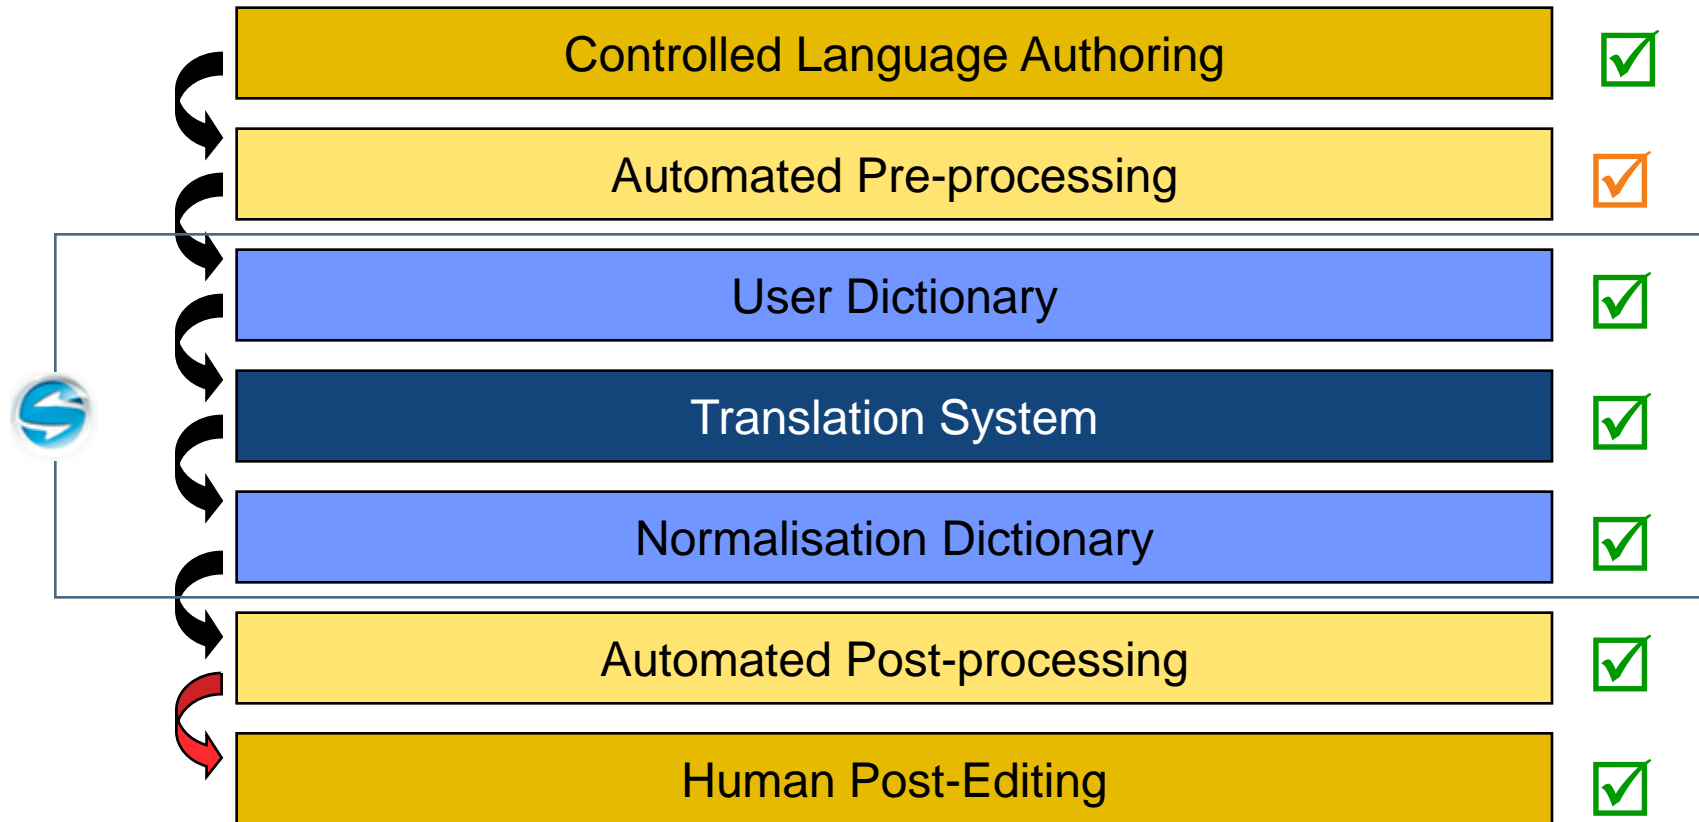 Controlled Language Authoring
Automated Pre-processing
User Dictionary
Translation System
Normalisation Dictionary
Automated Post-processing
Human Post-Editing